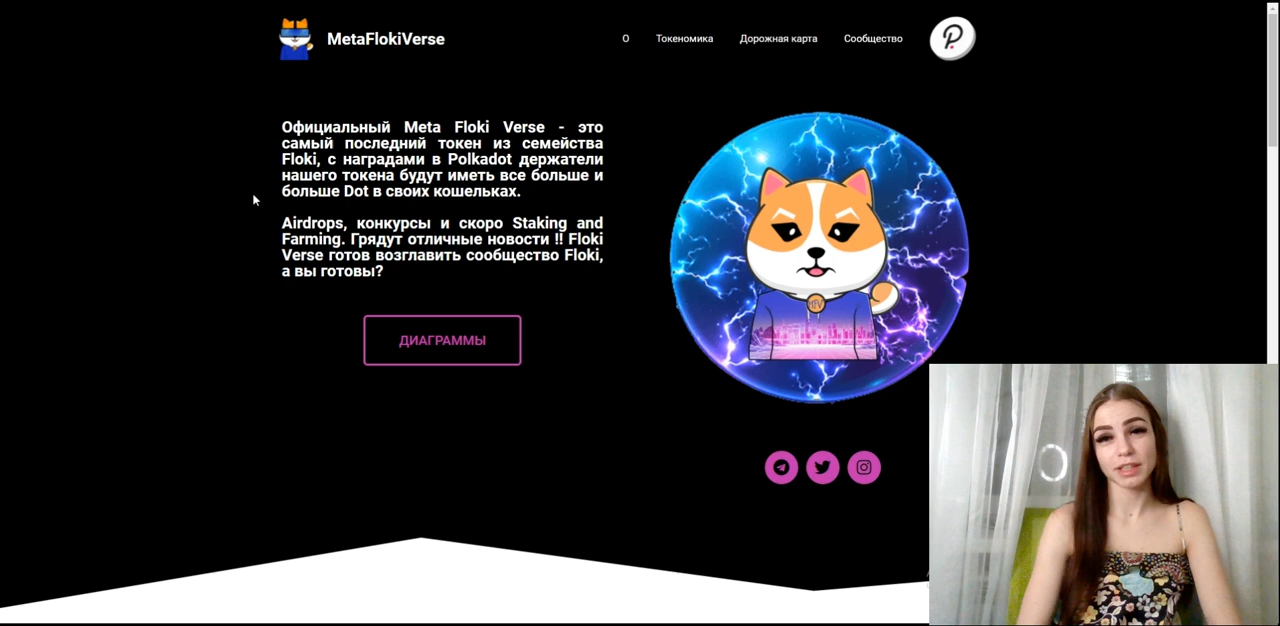 MetaFlokiVerse
О
Токеномика
Дорожная карта
Сообщество
Официальный Meta Floki Verse - это
самый последний токен из семейства
Floki, с наградами в Polkadot держатели
нашего токена будут иметь все больше и
больше Dot в своих кошельках.
Airdrops, конкурсы и скоро Staking and
Farming. Грядут отличные новости !! Floki
Verse готов возглавить сообщество Floki,
а вы готовы?
ДИАГРАММЫ
MFV